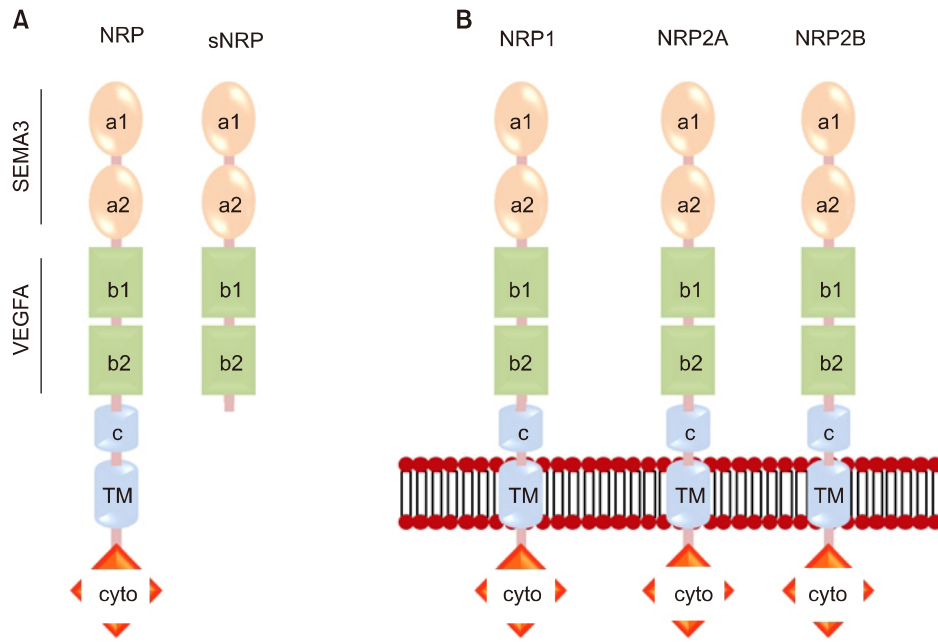 A
B
NRP
sNRP
NRP1
NRP2A
NRP2B
SEMA3
VEGFA
a1
a1
a1
a1
a1
a2
a2
a2
a2
a2
b1
b1
b1
b1
b1
b2
b2
b2
b2
b2
c
c
c
c
TM
TM
TM
TM
cyto
cyto
cyto
cyto